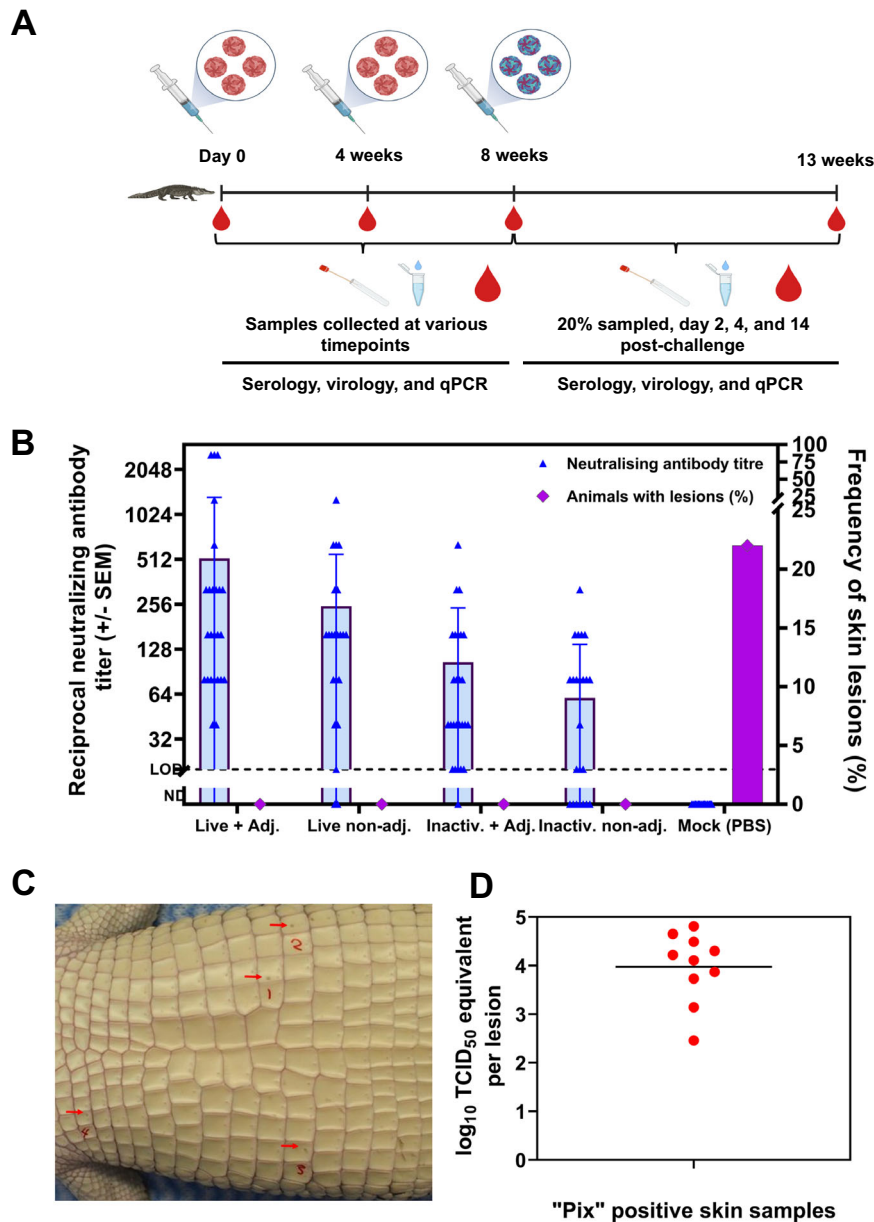 A
Day 0
4 weeks
8 weeks
13 weeks
Samples collected at various
timepoints
20% sampled, day 2, 4, and 14
post-challenge
Serology, virology, and qPCR
Serology, virology, and qPCR
B
Reciprocal neutralizing antibody
titer (+/- SEM)
2048
1024
512
256
128
64
32
LOD
ND
Neutralising antibody titre
Animals with lesions (%)
100
75
50
25
25
20
15
10
5
0
Frequency of skin lesions (%)
Live + Adj.
Live non-adj.
Inactiv. + Adj.
Inactiv. non-adj.
Mock (PBS)
C
2
1
4
3
D
log10 TCID50 equivalent
per lesion
5
4
3
2
1
0
"Pix" positive skin samples